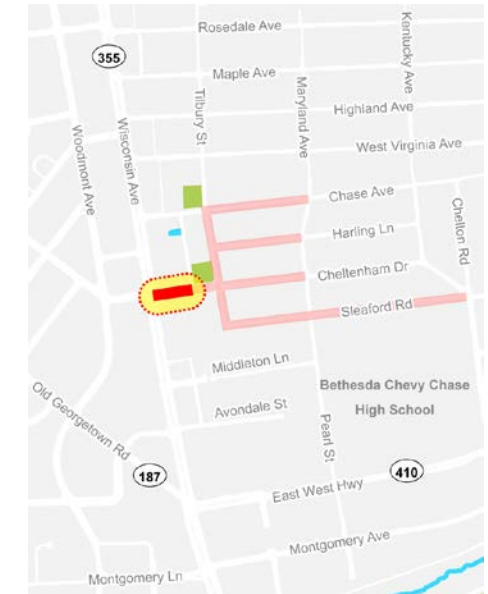 Rosedale Ave
355
Maple Ave
Kentucky Ave
Tilbury St
Maryland Ave
Highland Ave
Woodmont Ave
Wisconsin Ave
West Virginia Ave
Chase Ave
Harling Ln
Chelton Rd
Cheltenham Dr
Sleaford Rd
Middleton Ln
Bethesda Chevy Chase
High School
Old Georgetown Rd
Avondale St
Pearl St
187
410
East West Hwy
Montgomery Ave
Montgomery Ln